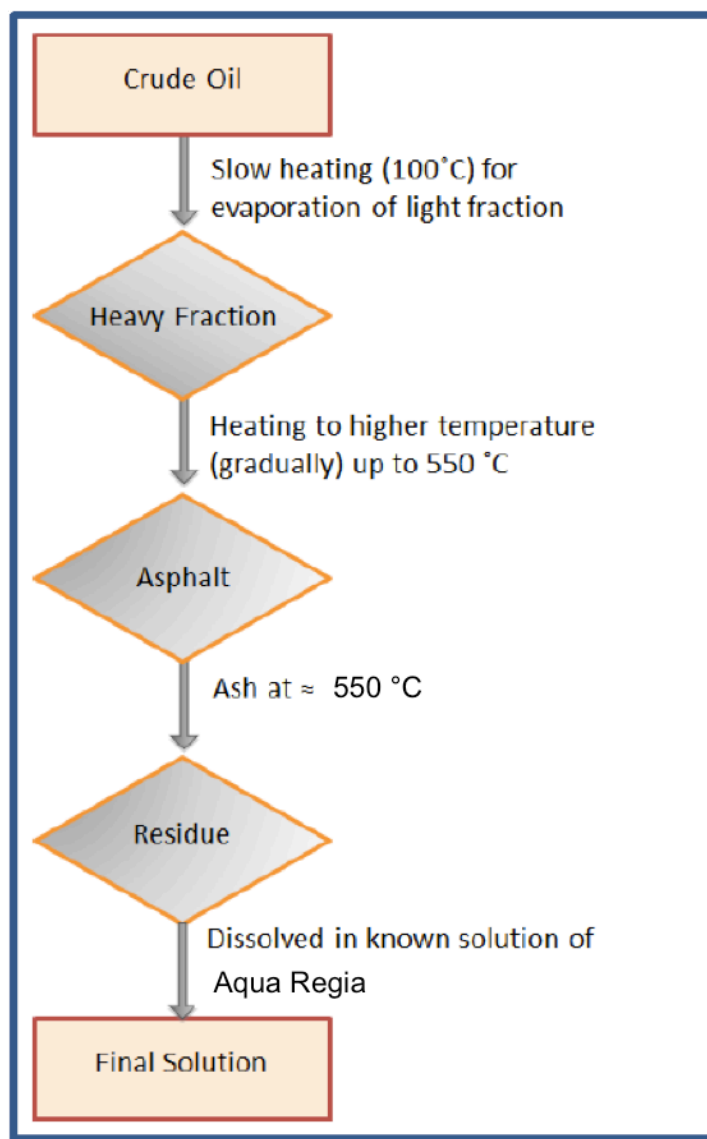 Crude Oil
Slow heating (100˚C) for
evaporation of light fraction
Heavy Fraction
Heating to higher temperature
(gradually) up to 550 ˚C
Asphalt
Ash at ≈ 550 °C
Residue
Dissolved in known solution of
Aqua Regia
Final Solution